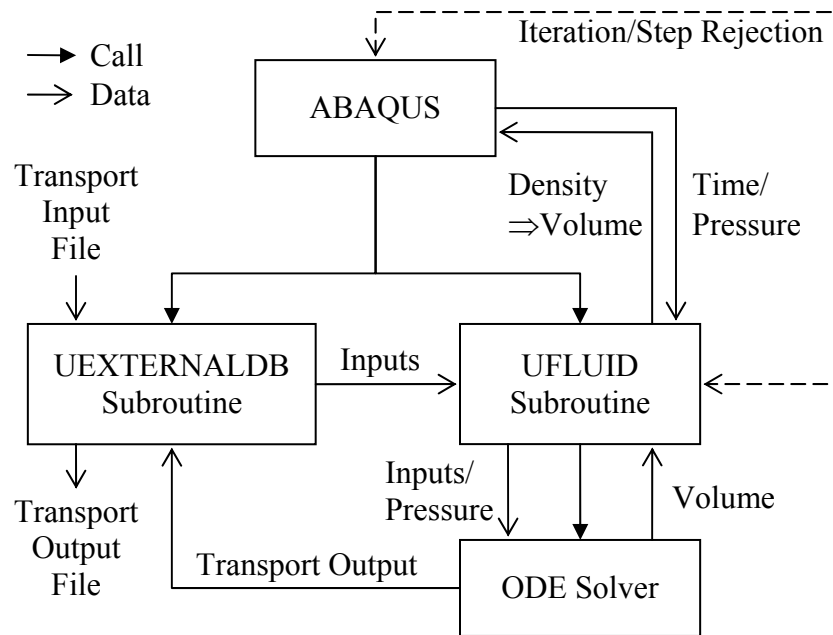 Iteration/Step Rejection
Call
Data
ABAQUS
Transport
Input
File
Density
⇒Volume
Time/
Pressure
UEXTERNALDB
Subroutine
Inputs
UFLUID
Subroutine
Inputs/
Pressure
Volume
Transport
Output
File
Transport Output
ODE Solver